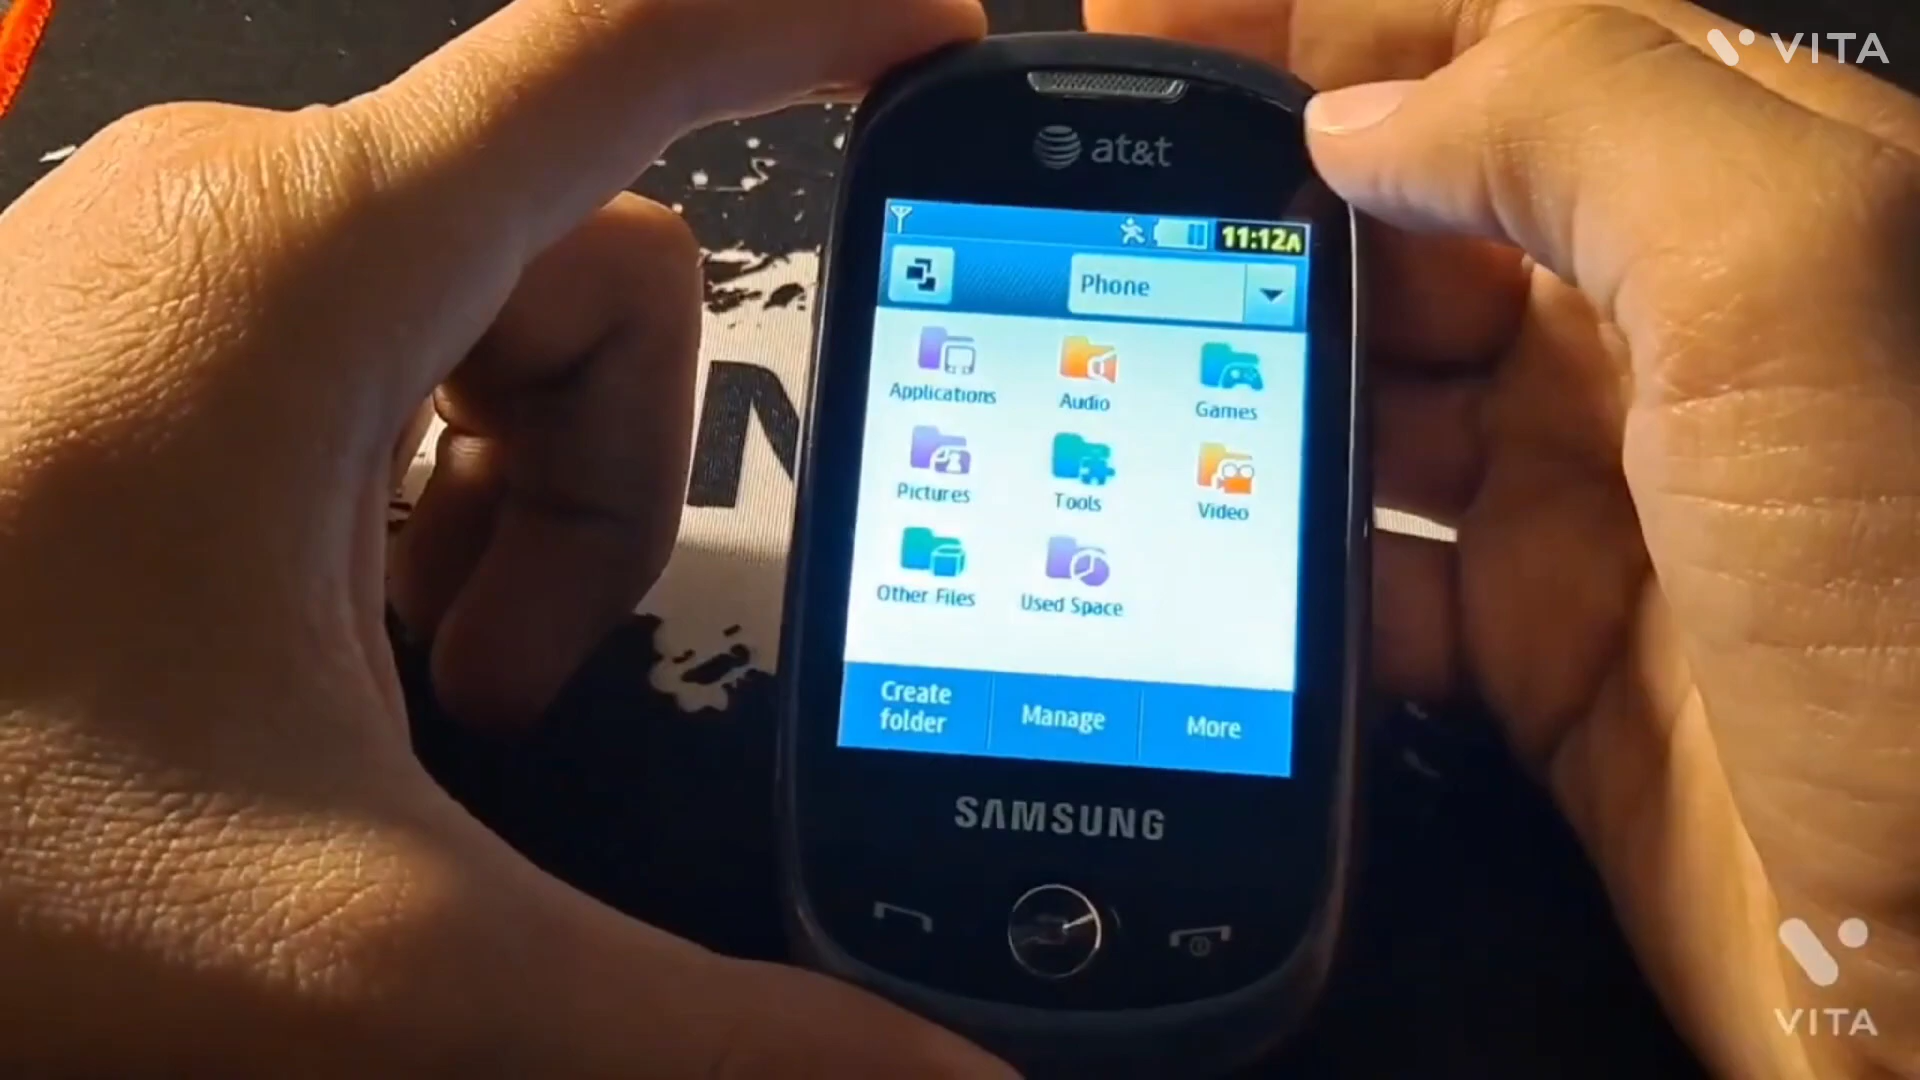 VITA
at&t
11:12A
Phone
Applications
Audio
Games
Pictures
Tools
Video
Other Files
Used Space
Create
folder
Manage
More
SAMSUNG
N
VITA